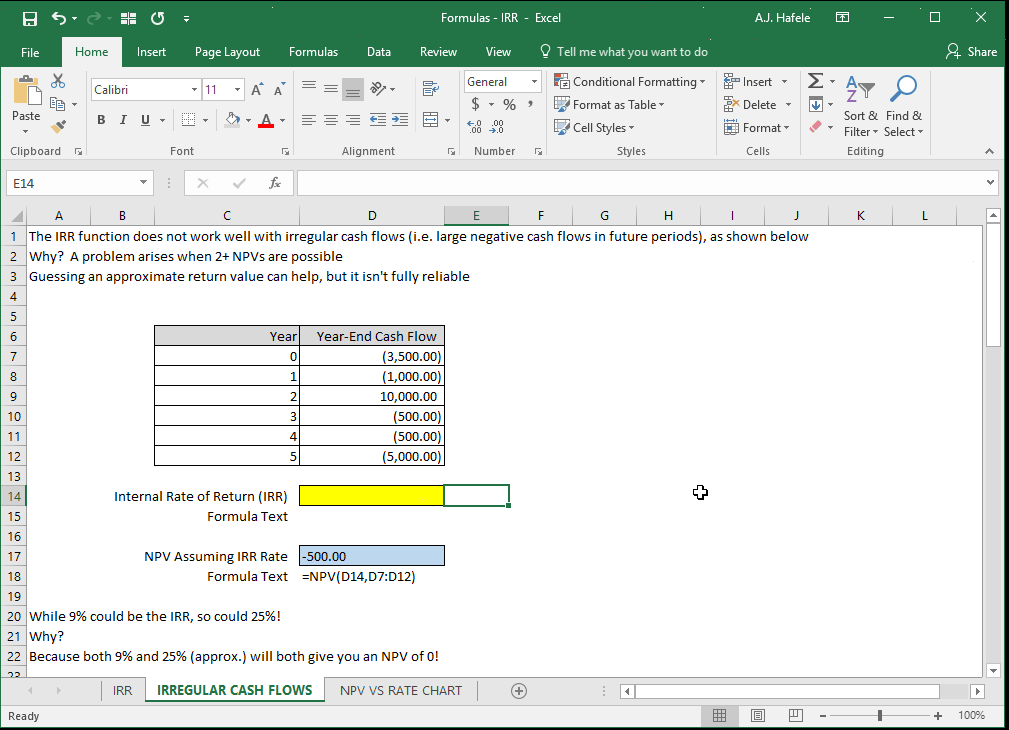 Formulas - IRR - Excel
A.J. Hafele
File Home Insert Page Layout Formulas Data Review View Tell me what you want to do Share
Calibri 11 A A General Conditional Formatting Insert Σ A Z
Paste $ % , Format as Table Delete Sort & Find &
B I U A .00 .00 Cell Styles Format Filter Select
Clipboard Font Alignment Number Styles Cells Editing
E14 fx
A B C D E F G H I J K L
1 The IRR function does not work well with irregular cash flows (i.e. large negative cash flows in future periods), as shown below
2 Why? A problem arises when 2+ NPVs are possible
3 Guessing an approximate return value can help, but it isn't fully reliable
4
5
6 Year Year-End Cash Flow
7 0 (3,500.00)
8 1 (1,000.00)
9 2 10,000.00
10 3 (500.00)
11 4 (500.00)
12 5 (5,000.00)
13
14 Internal Rate of Return (IRR)
15 Formula Text
16
17 NPV Assuming IRR Rate -500.00
18 Formula Text =NPV(D14,D7:D12)
19
20 While 9% could be the IRR, so could 25%!
21 Why?
22 Because both 9% and 25% (approx.) will both give you an NPV of 0!
23
IRR IRREGULAR CASH FLOWS NPV VS RATE CHART
Ready 100%